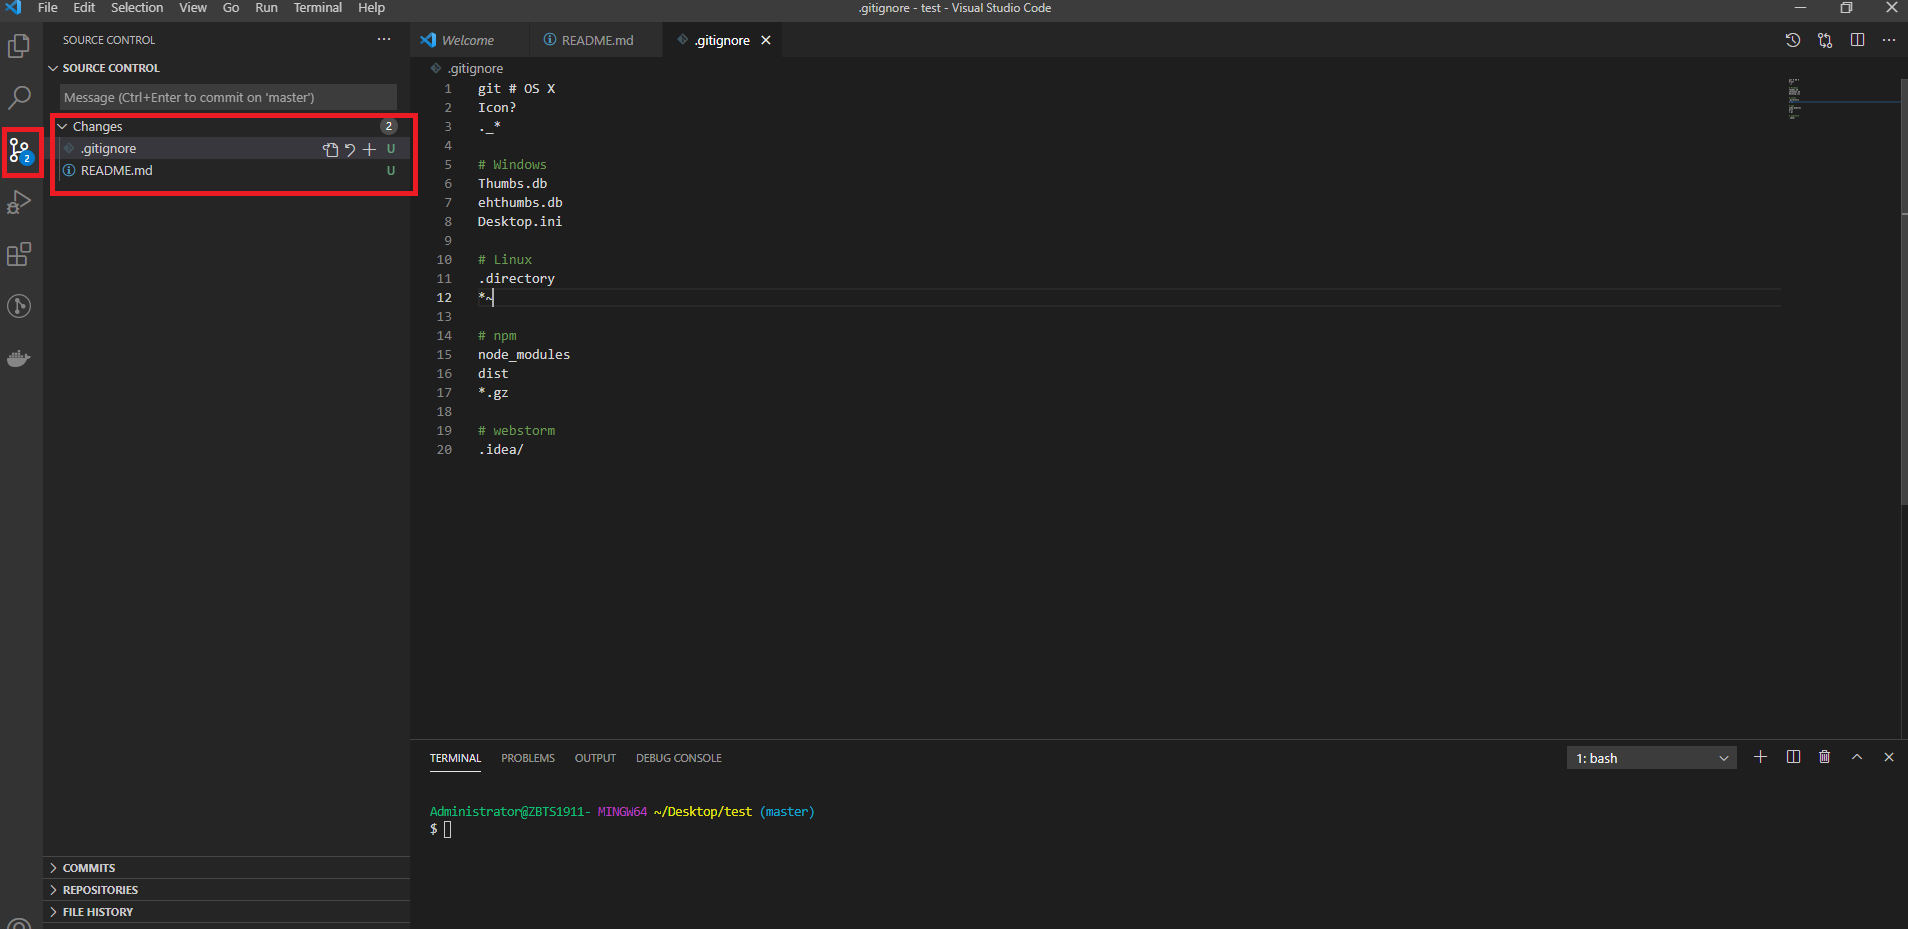 File Edit Selection View Go Run Terminal Help .gitignore - test - Visual Studio Code
SOURCE CONTROL
SOURCE CONTROL
Message (Ctrl+Enter to commit on 'master')
Changes 2
.gitignore U
README.md U
2
COMMITS
REPOSITORIES
FILE HISTORY
Welcome README.md .gitignore
.gitignore
1 git # OS X
2 Icon?
3 ._*
4
5 # Windows
6 Thumbs.db
7 ehthumbs.db
8 Desktop.ini
9
10 # Linux
11 .directory
12 *~
13
14 # npm
15 node_modules
16 dist
17 *.gz
18
19 # webstorm
20 .idea/
TERMINAL PROBLEMS OUTPUT DEBUG CONSOLE 1: bash
Administrator@ZBTS1911- MINGW64 ~/Desktop/test (master)
$